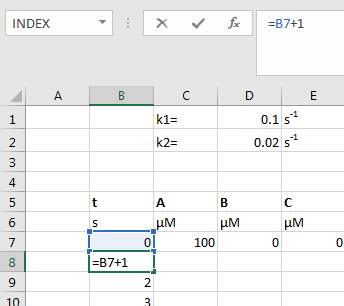 INDEX fx =B7+1
A B C D E
1 k1= 0.1 s-1
2 k2= 0.02 s-1
3
4
5 t A B C
6 s µM µM µM
7 0 100 0 0
8 =B7+1
9 2
10 3